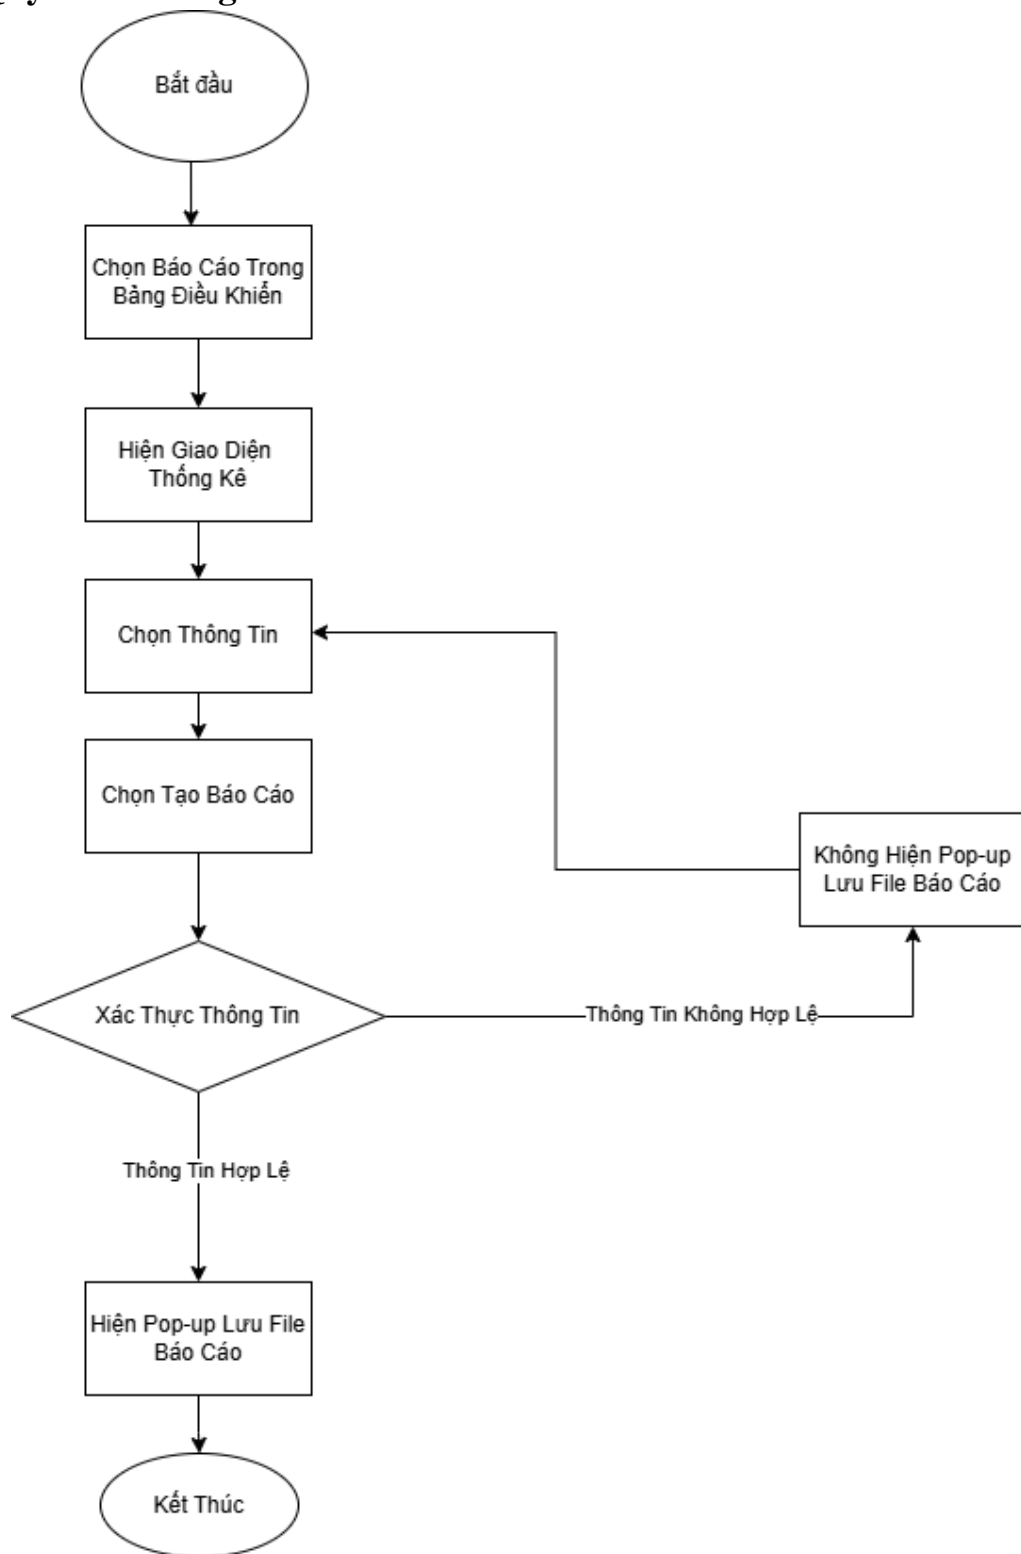 Bắt đầu
Chọn Báo Cáo Trong
Bảng Điều Khiển
Hiện Giao Diện
Thống Kê
Chọn Thông Tin
Chọn Tạo Báo Cáo
Không Hiện Pop-up
Lưu File Báo Cáo
Xác Thực Thông Tin
Thông Tin Không Hợp Lệ
Thông Tin Hợp Lệ
Hiện Pop-up Lưu File
Báo Cáo
Kết Thúc